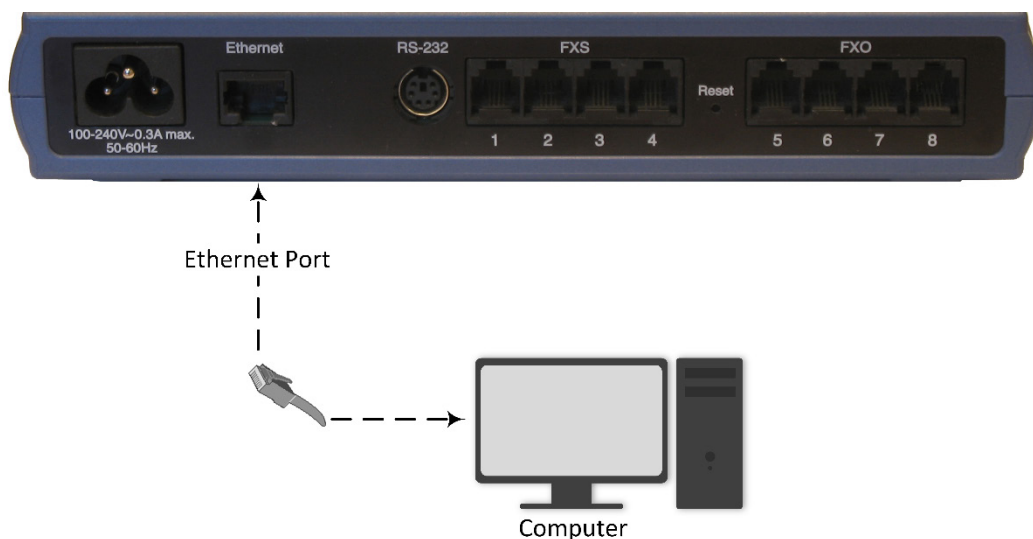 Ethernet
RS-232
FXS
FXO
Reset
100-240V~0.3A max.
50-60Hz
1 2 3 4
5 6 7 8
Ethernet Port
Computer